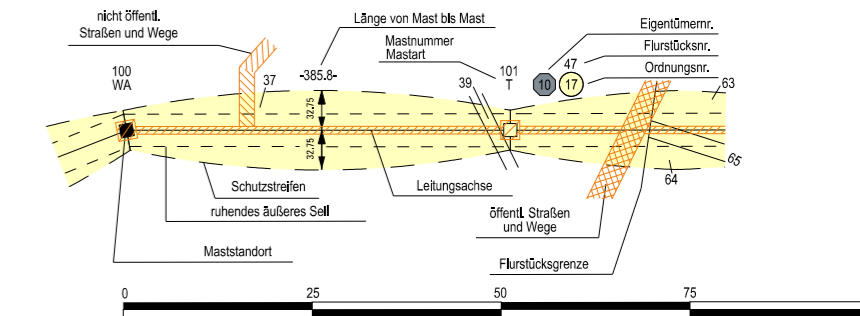 nicht öffentl.
Straßen und Wege
Länge von Mast bis Mast
Mastnummer
Mastart
Eigentümernr.
Flurstücksnr.
Ordnungsnr.
100
WA
37
-385.8-
39
101
T
10
47
17
63
32.75
32.75
65
64
Schutzstreifen
Leitungsachse
ruhendes äußeres Seil
öffentl. Straßen
und Wege
Maststandort
Flurstücksgrenze
0
25
50
75